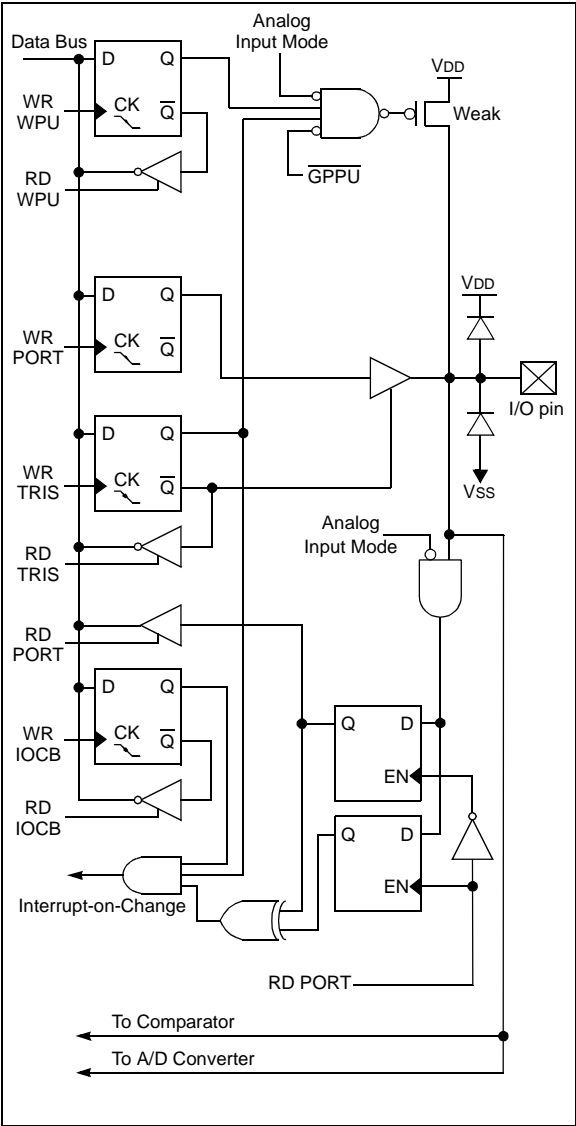 Analog
Input Mode
Data Bus
D Q
VDD
WR
WPU
CK
Q
Weak
RD
WPU
GPPU
D Q
VDD
WR
PORT
CK
Q
I/O pin
D Q
WR
TRIS
CK
Q
VSS
Analog
Input Mode
RD
TRIS
RD
PORT
D Q
Q D
WR
IOCB
CK
Q
EN
RD
IOCB
Q D
EN
Interrupt-on-Change
RD PORT
To Comparator
To A/D Converter